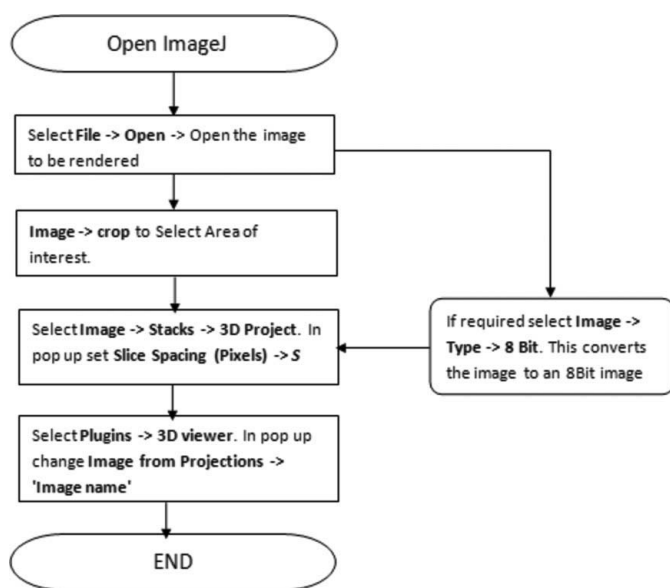 Open ImageJ
Select File -> Open -> Open the image
to be rendered
Image -> crop to Select Area of
interest.
Select Image -> Stacks -> 3D Project. In
pop up set Slice Spacing (Pixels) -> S
If required select Image ->
Type -> 8 Bit. This converts
the image to an 8Bit image
Select Plugins -> 3D viewer. In pop up
change Image from Projections ->
'Image name'
END